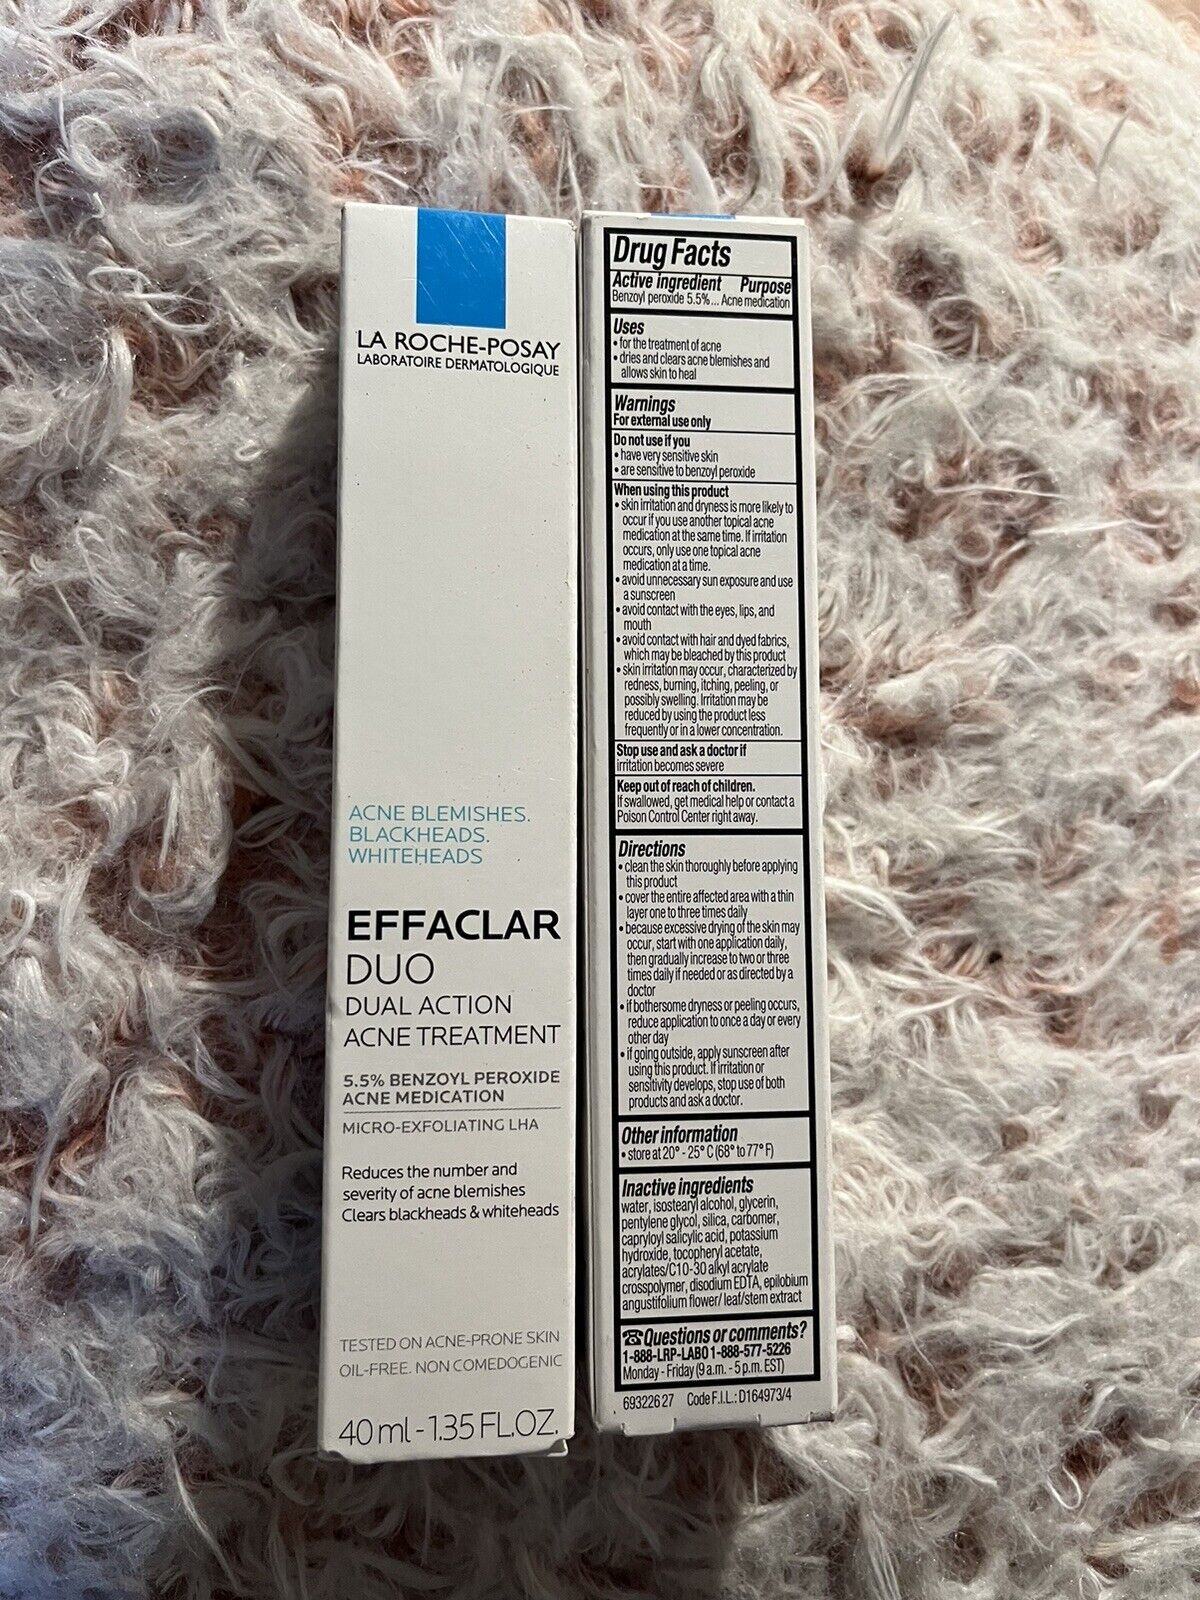 LA ROCHE-POSAY
LABORATOIRE DERMATOLOGIQUE
ACNE BLEMISHES.
BLACKHEADS.
WHITEHEADS
EFFACLAR
DUO
DUAL ACTION
ACNE TREATMENT
5.5% BENZOYL PEROXIDE
ACNE MEDICATION
MICRO-EXFOLIATING LHA
Reduces the number and
severity of acne blemishes
Clears blackheads & whiteheads
TESTED ON ACNE-PRONE SKIN
OIL-FREE. NON COMEDOGENIC
40 ml - 1.35 FL.OZ.
Drug Facts
Active ingredient Purpose
Benzoyl peroxide 5.5%... Acne medication
Uses
• for the treatment of acne
• dries and clears acne blemishes and
allows skin to heal
Warnings
For external use only
Do not use if you
• have very sensitive skin
• are sensitive to benzoyl peroxide
When using this product
• skin irritation and dryness is more likely to
occur if you use another topical acne
medication at the same time. If irritation
occurs, only use one topical acne
medication at a time.
• avoid unnecessary sun exposure and use
a sunscreen
• avoid contact with the eyes, lips, and
mouth
• avoid contact with hair and dyed fabrics,
which may be bleached by this product
• skin irritation may occur, characterized by
redness, burning, itching, peeling, or
possibly swelling. Irritation may be
reduced by using the product less
frequently or in a lower concentration.
Stop use and ask a doctor if
irritation becomes severe
Keep out of reach of children.
If swallowed, get medical help or contact a
Poison Control Center right away.
Directions
• clean the skin thoroughly before applying
this product
• cover the entire affected area with a thin
layer one to three times daily
• because excessive drying of the skin may
occur, start with one application daily,
then gradually increase to two or three
times daily if needed or as directed by a
doctor
• if bothersome dryness or peeling occurs,
reduce application to once a day or every
other day
• if going outside, apply sunscreen after
using this product. If irritation or
sensitivity develops, stop use of both
products and ask a doctor.
Other information
• store at 20° - 25° C (68° to 77° F)
Inactive ingredients
water, isostearyl alcohol, glycerin,
pentylene glycol, silica, carbomer,
capryloyl salicylic acid, potassium
hydroxide, tocopheryl acetate,
acrylates/C10-30 alkyl acrylate
crosspolymer, disodium EDTA, epilobium
angustifolium flower/ leaf/stem extract
☎Questions or comments?
1-888-LRP-LABO 1-888-577-5226
Monday - Friday (9 a.m. - 5 p.m. EST)
693226 27 Code F.I.L.: D164973/4